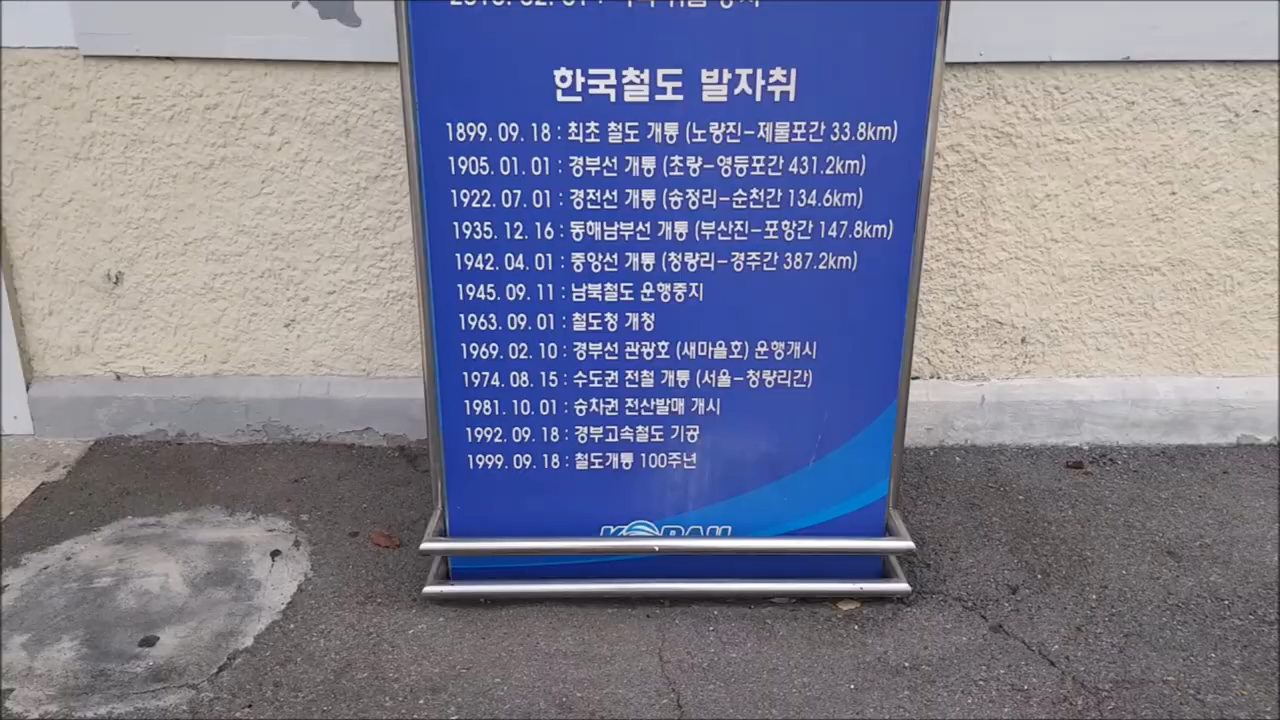 한국철도 발자취
1899. 09. 18 : 최초 철도 개통 (노량진-제물포간 33.8km)
1905. 01. 01 : 경부선 개통 (초량-영등포간 431.2km)
1922. 07. 01 : 경전선 개통 (송정리-순천간 134.6km)
1935. 12. 16 : 동해남부선 개통 (부산진-포항간 147.8km)
1942. 04. 01 : 중앙선 개통 (청량리-경주간 387.2km)
1945. 09. 11 : 남북철도 운행중지
1963. 09. 01 : 철도청 개청
1969. 02. 10 : 경부선 관광호 (새마을호) 운행개시
1974. 08. 15 : 수도권 전철 개통 (서울-청량리간)
1981. 10. 01 : 승차권 전산발매 개시
1992. 09. 18 : 경부고속철도 기공
1999. 09. 18 : 철도개통 100주년
KORAIL